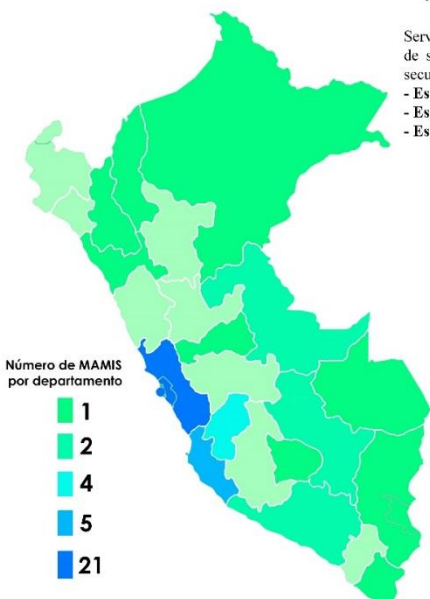 Serv
de s
secu
- Es
- Es
- Es
Número de MAMIS
por departamento
1
2
4
5
21